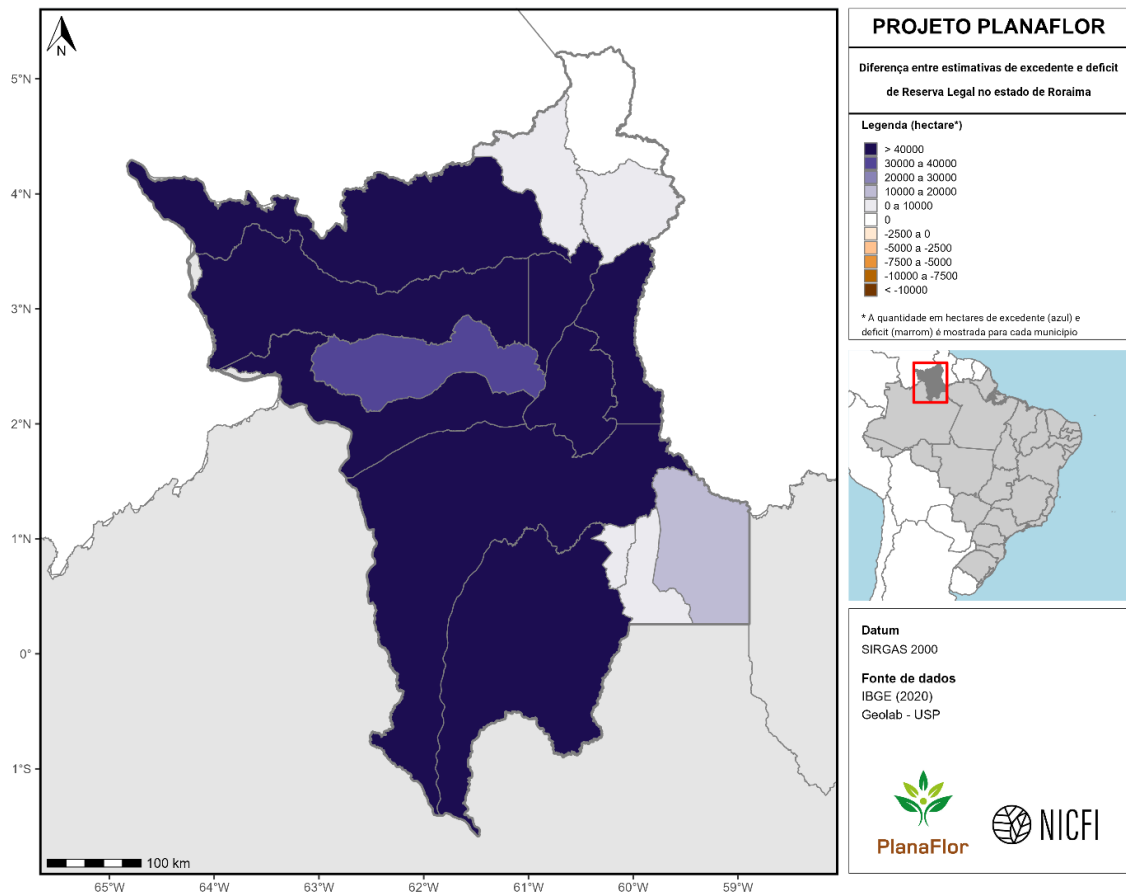 N
5°N
4°N
3°N
2°N
1°N
0°
1°S
65°W
64°W
63°W
62°W
61°W
60°W
59°W
100 km
PROJETO PLANAFLOR
Diferença entre estimativas de excedente e deficit
de Reserva Legal no estado de Roraima
Legenda (hectare*)
> 40000
30000 a 40000
20000 a 30000
10000 a 20000
0 a 10000
0
-2500 a 0
-5000 a -2500
-7500 a -5000
-10000 a -7500
< -10000
* A quantidade em hectares de excedente (azul) e
deficit (marrom) é mostrada para cada município
Datum
SIRGAS 2000
Fonte de dados
IBGE (2020)
Geolab - USP
PlanaFlor
NICFI